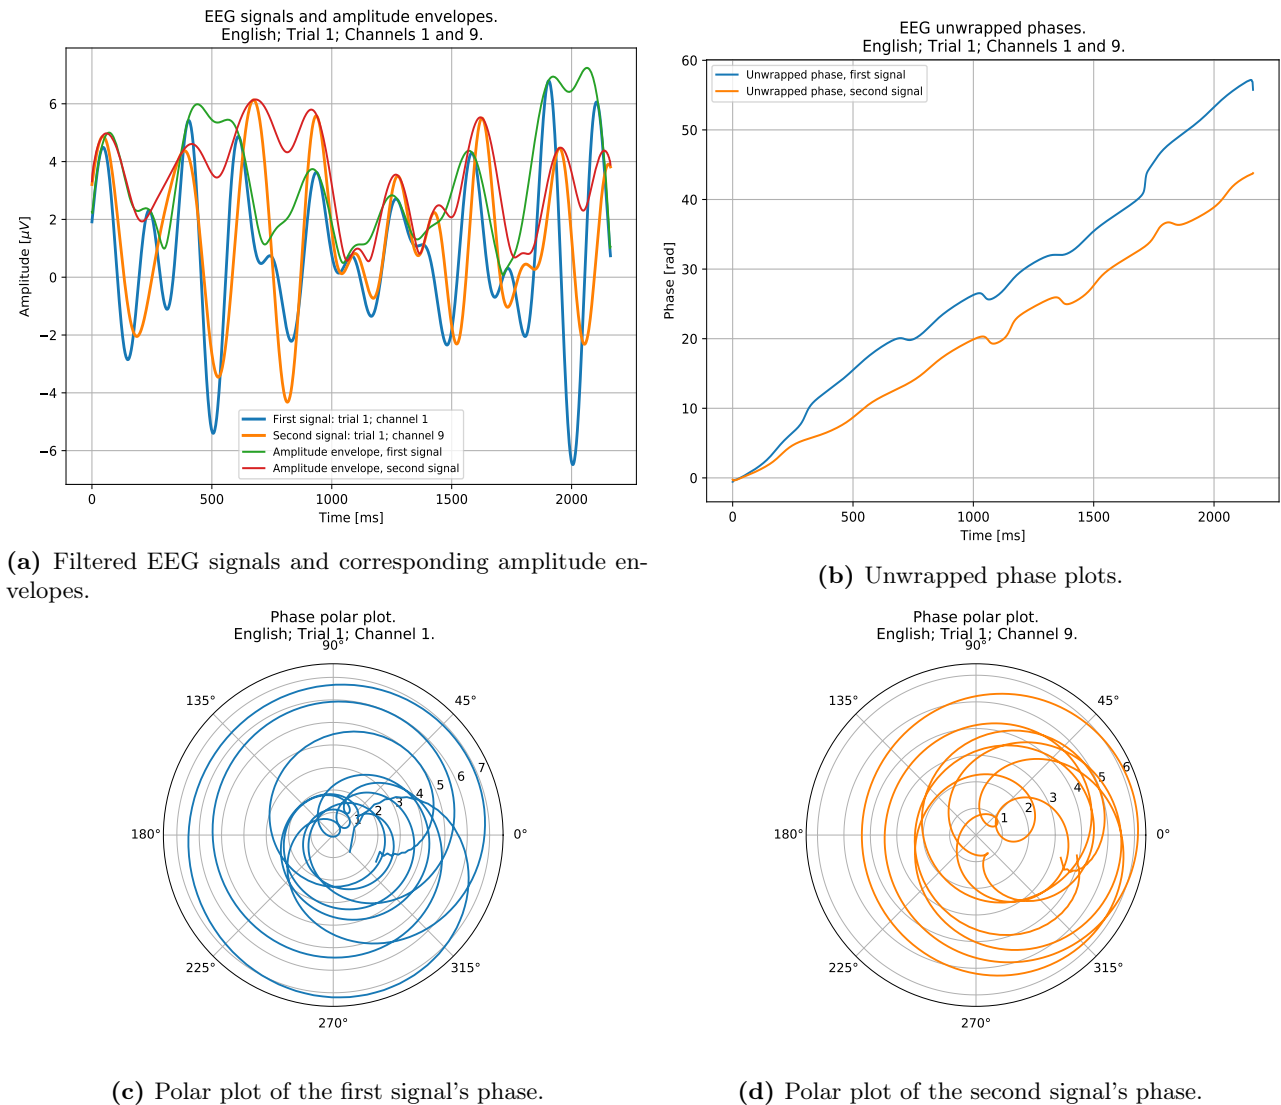 EEG signals and amplitude envelopes.
English; Trial 1; Channels 1 and 9.
6
4
2
0
−2
−4
−6
Amplitude [μV]
First signal: trial 1; channel 1
Second signal: trial 1; channel 9
Amplitude envelope, first signal
Amplitude envelope, second signal
0 500 1000 1500 2000
Time [ms]
(a) Filtered EEG signals and corresponding amplitude en-
velopes.
EEG unwrapped phases.
English; Trial 1; Channels 1 and 9.
Unwrapped phase, first signal
Unwrapped phase, second signal
60
50
40
30
20
10
0
Phase [rad]
0 500 1000 1500 2000
Time [ms]
(b) Unwrapped phase plots.
Phase polar plot.
English; Trial 1; Channel 1.
90°
135° 45°
7
6
5
4
3
2
1
180° 0°
225° 315°
270°
(c) Polar plot of the first signal's phase.
Phase polar plot.
English; Trial 1; Channel 9.
90°
135° 45°
6
5
4
3
2
1
180° 0°
225° 315°
270°
(d) Polar plot of the second signal's phase.